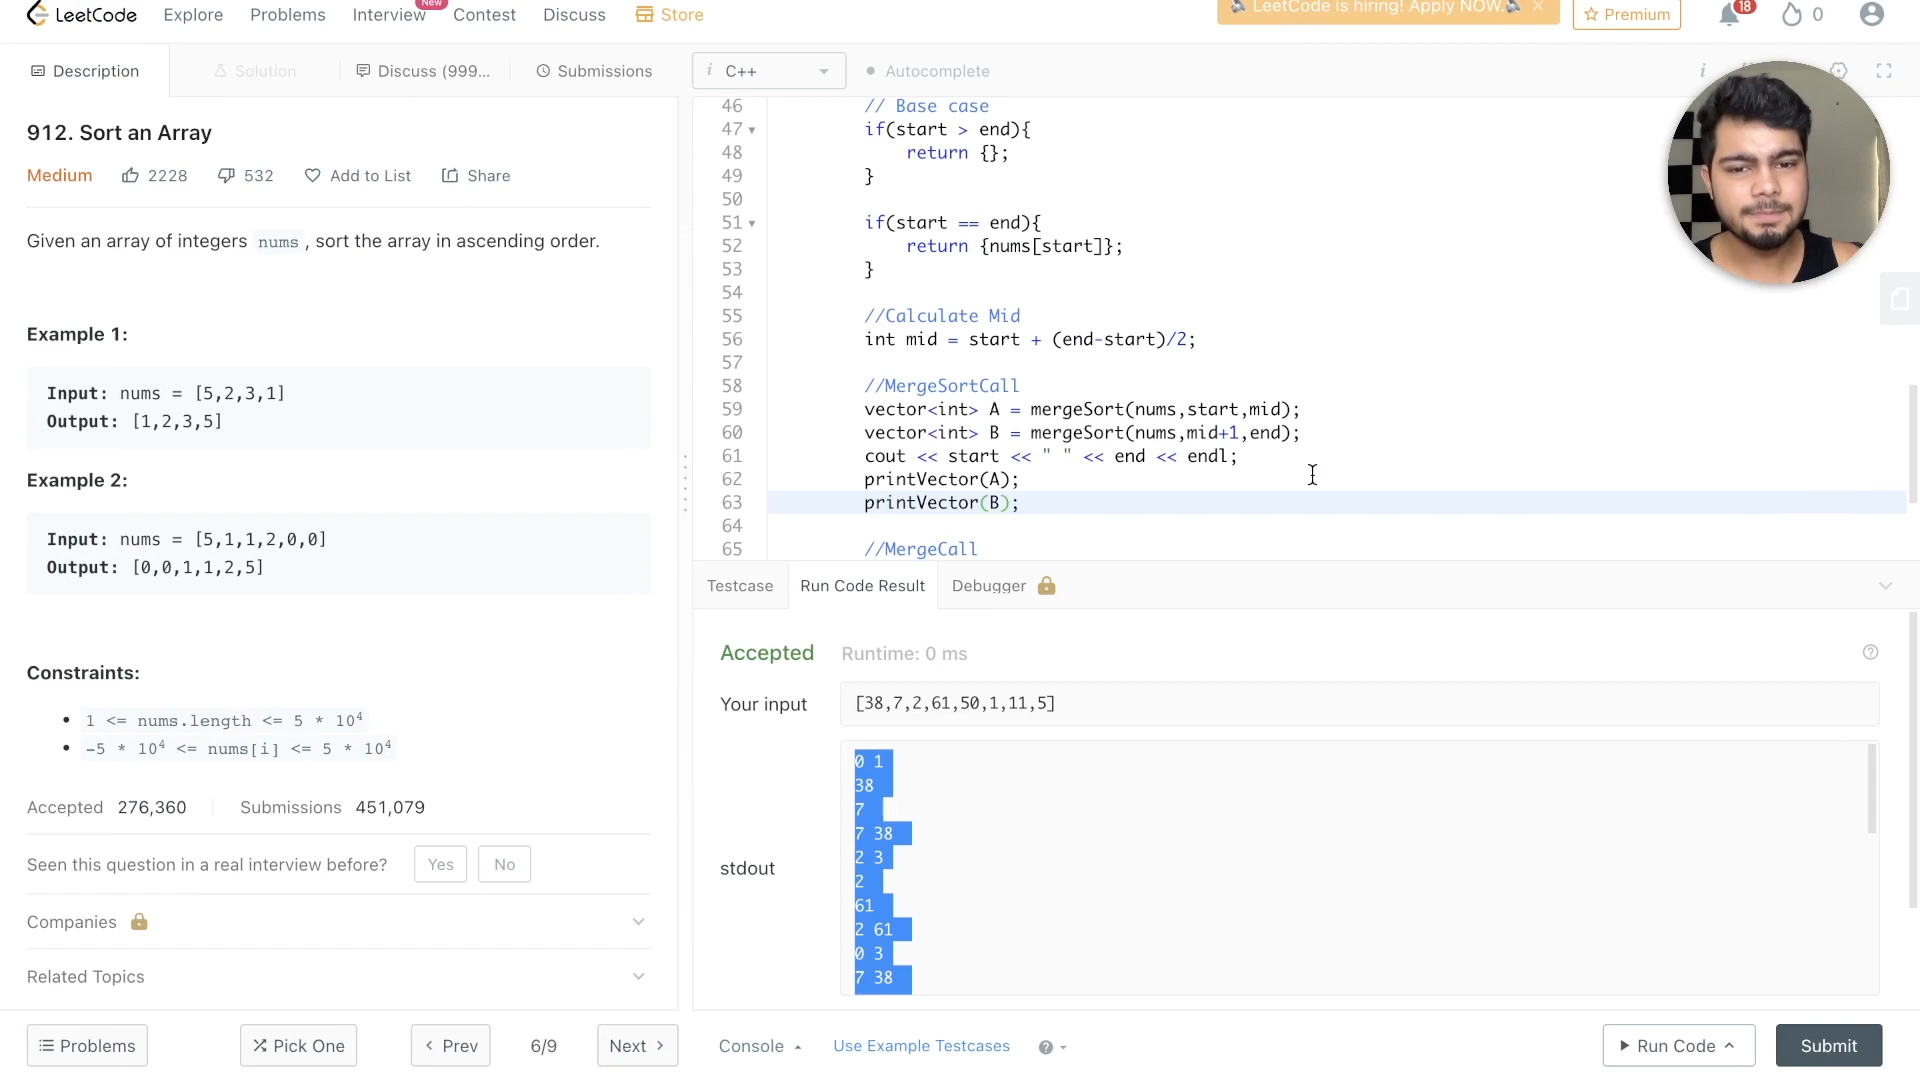 LeetCode
Explore
Problems
Interview
New
Contest
Discuss
Store
LeetCode is hiring! Apply NOW.
Premium
18
0
Description
Solution
Discuss (999...
Submissions
i C++
Autocomplete
i
912. Sort an Array
Medium
2228
532
Add to List
Share
Given an array of integers nums , sort the array in ascending order.
Example 1:
Input: nums = [5,2,3,1]
Output: [1,2,3,5]
Example 2:
Input: nums = [5,1,1,2,0,0]
Output: [0,0,1,1,2,5]
Constraints:
• 1 <= nums.length <= 5 * 10⁴
• -5 * 10⁴ <= nums[i] <= 5 * 10⁴
Accepted 276,360
Submissions 451,079
Seen this question in a real interview before?
Yes
No
Companies
Related Topics
46 // Base case
47 if(start > end){
48 return {};
49 }
50
51 if(start == end){
52 return {nums[start]};
53 }
54
55 //Calculate Mid
56 int mid = start + (end-start)/2;
57
58 //MergeSortCall
59 vector<int> A = mergeSort(nums,start,mid);
60 vector<int> B = mergeSort(nums,mid+1,end);
61 cout << start << " " << end << endl;
62 printVector(A);
63 printVector(B);
64
65 //MergeCall
Testcase
Run Code Result
Debugger
Accepted
Runtime: 0 ms
Your input
[38,7,2,61,50,1,11,5]
stdout
0 1
38
7
7 38
2 3
2
61
2 61
0 3
7 38
Problems
Pick One
Prev
6/9
Next
Console
Use Example Testcases
Run Code
Submit